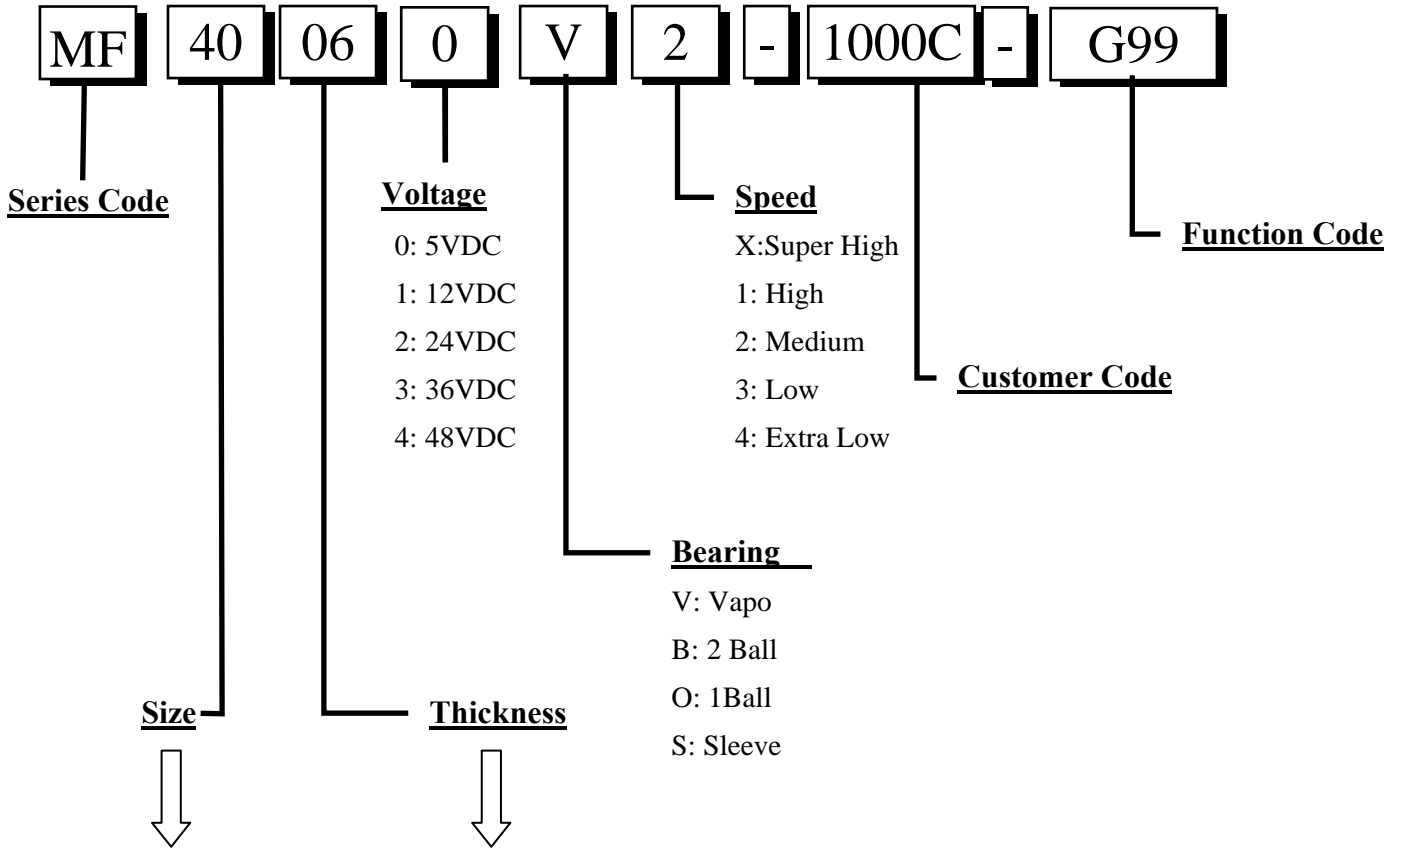 MF 40 06 0 V 2 - 1000C - G99
Series Code
Voltage
0: 5VDC
1: 12VDC
2: 24VDC
3: 36VDC
4: 48VDC
Speed
X:Super High
1: High
2: Medium
3: Low
4: Extra Low
Function Code
Customer Code
Bearing
V: Vapo
B: 2 Ball
O: 1Ball
S: Sleeve
Size
Thickness